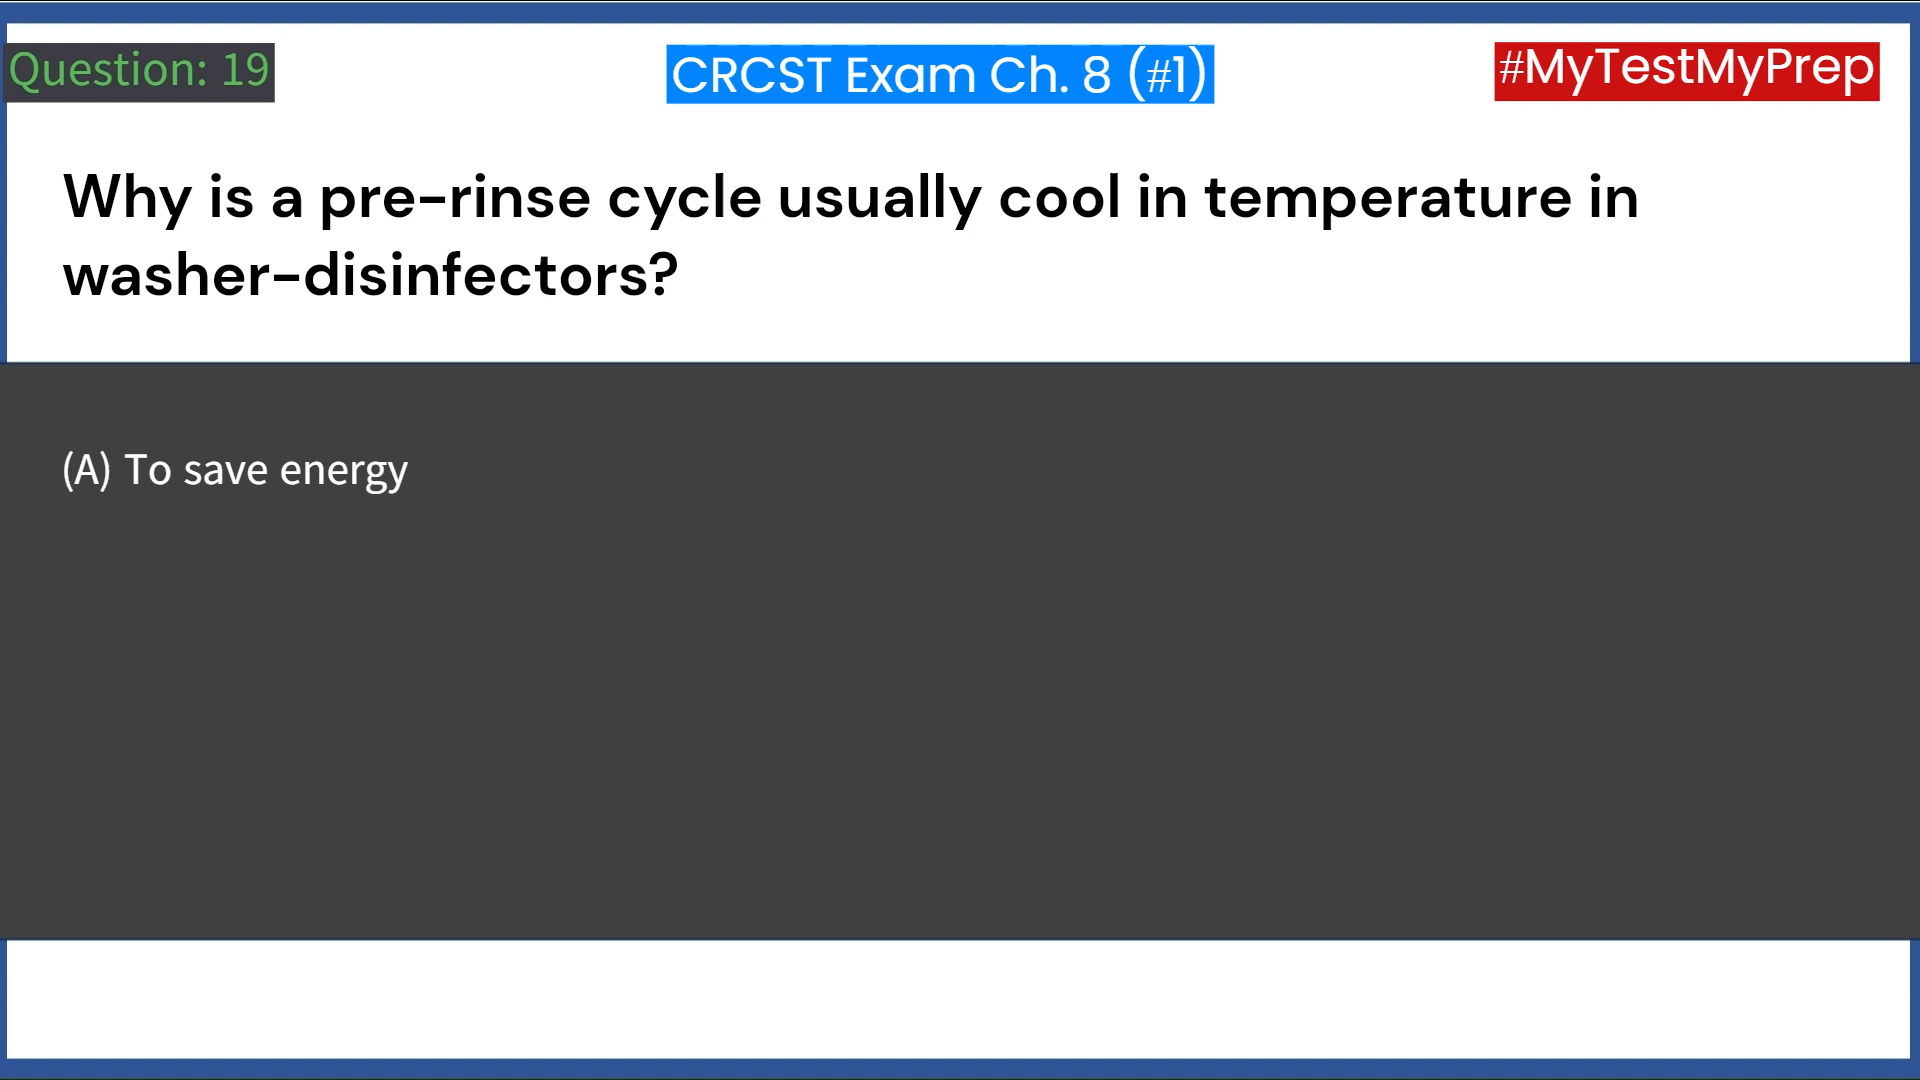 Question: 19
CRCST Exam Ch. 8 (#1)
#MyTestMyPrep
Why is a pre-rinse cycle usually cool in temperature in
washer-disinfectors?
(A) To save energy